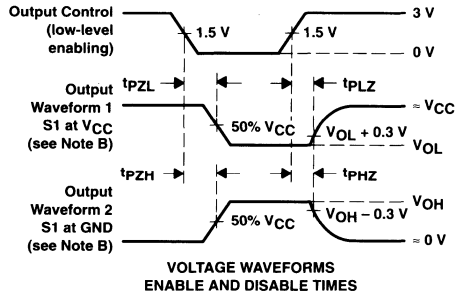 Output Control
(low-level
enabling)
1.5 V
1.5 V
3 V
0 V
tPZL
tPLZ
Output
Waveform 1
S1 at VCC
(see Note B)
50% VCC
VOL + 0.3 V
≈ VCC
VOL
tPZH
tPHZ
Output
Waveform 2
S1 at GND
(see Note B)
50% VCC
VOH − 0.3 V
VOH
≈ 0 V
VOLTAGE WAVEFORMS
ENABLE AND DISABLE TIMES